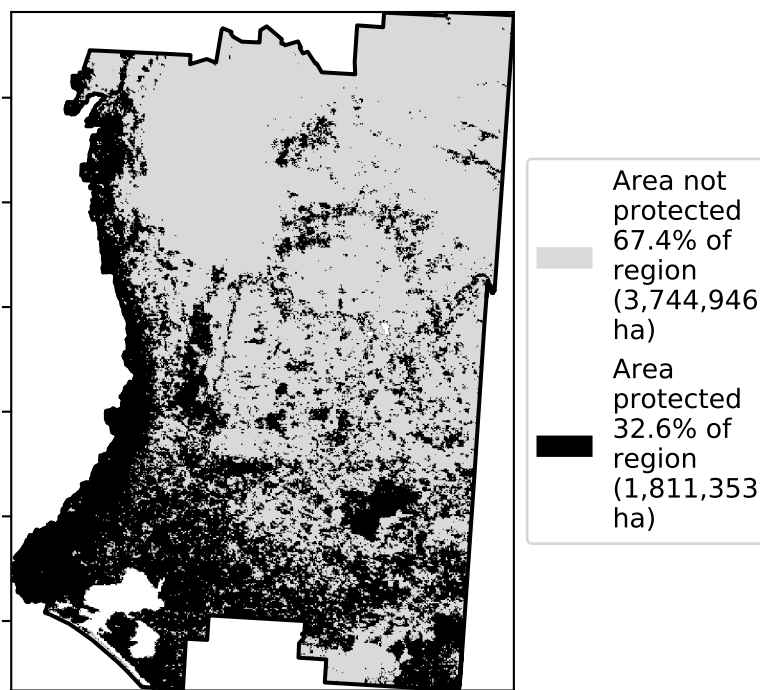 Area not
protected
67.4% of
region
(3,744,946
ha)
Area
protected
32.6% of
region
(1,811,353
ha)